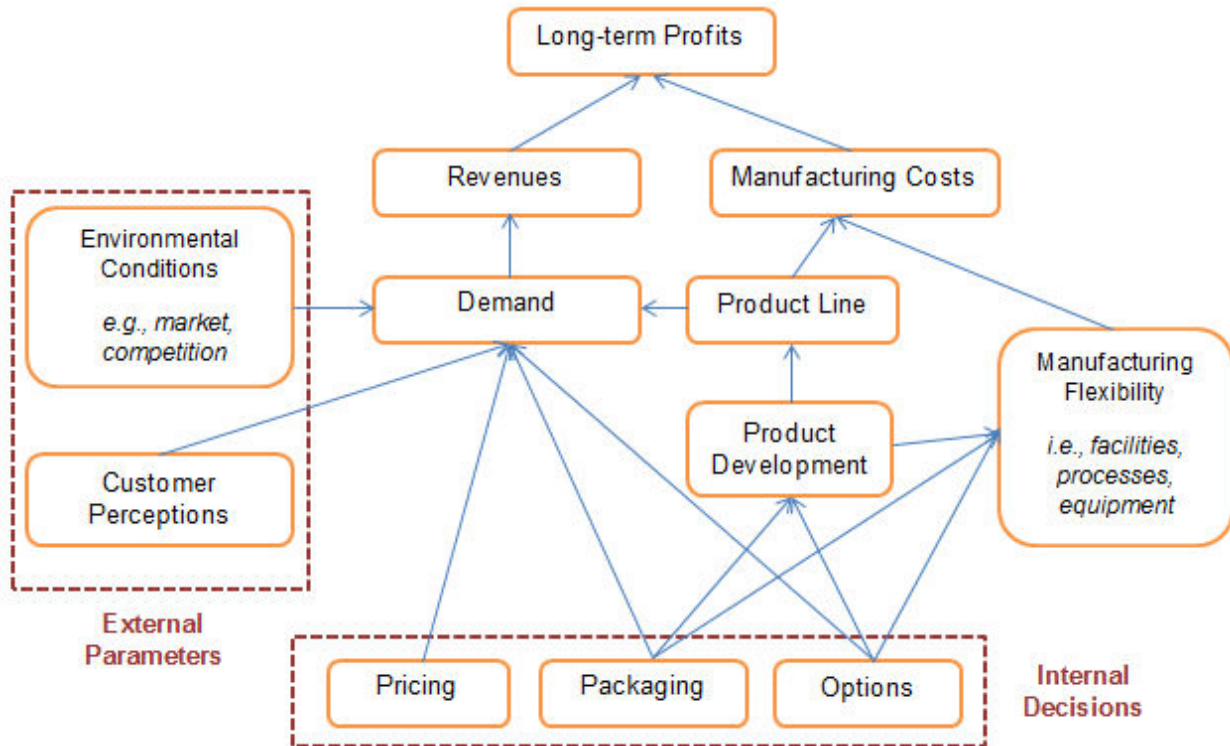 Long-term Profits
Revenues
Manufacturing Costs
Environmental
Conditions
e.g., market,
competition
Demand
Product Line
Manufacturing
Flexibility
i.e., facilities,
processes,
equipment
Product
Development
Customer
Perceptions
External
Parameters
Pricing
Packaging
Options
Internal
Decisions